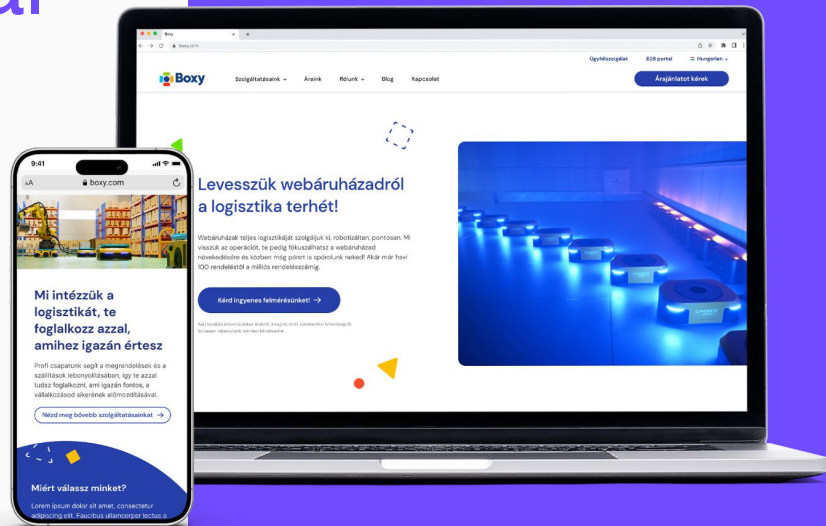 Boxy
boxy.com
Ügyfélszolgálat B2B portal Hungarian
Boxy Szolgáltatásaink Áraink Rólunk Blog Kapcsolat Árajánlatot kérek
Levesszük webáruházadról
a logisztika terhét!
Webáruházak teljes logisztikáját szolgáljuk ki, robotizáltan, pontosan. Mi
visszük az operációt, te pedig fókuszálhatsz a webáruházad
növekedésére és közben még pénzt is spórolunk neked! Akár már havi
100 rendeléstől a milliós rendelésszámig.
Kérd ingyenes felmérésünket! →
9:41
AA boxy.com
Mi intézzük a
logisztikát, te
foglalkozz azzal,
amihez igazán értesz
Profi csapatunk segít a megrendelések és a
szállítások lebonyolításában, így te azzal
tudsz foglalkozni, ami igazán fontos, a
vállalkozásod sikerének előmozdításával.
Nézd meg bővebb szolgáltatásainkat →
Miért válassz minket?
Lorem ipsum dolor sit amet, consectetur
adipiscing elit. Faucibus ullamcorper lectus a